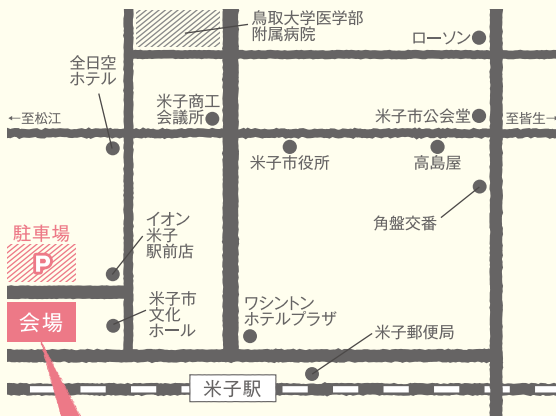 鳥取大学医学部
附属病院
ローソン
全日空
ホテル
米子商工
会議所
米子市公会堂
←至松江
至皆生→
米子市役所
高島屋
角盤交番
イオン
米子
駅前店
駐車場
P
会場
米子市
文化
ホール
ワシントン
ホテルプラザ
米子郵便局
米子駅